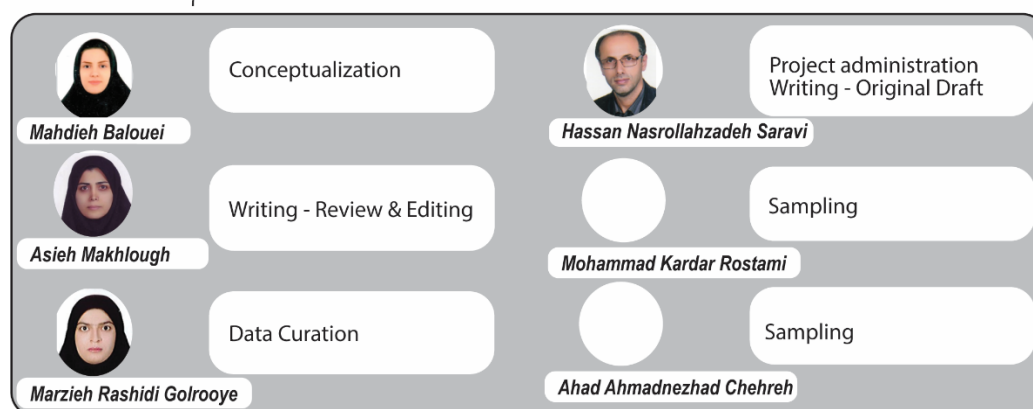 Conceptualization
Mahdieh Balouei
Project administration
Writing - Original Draft
Hassan Nasrollahzadeh Saravi
Writing - Review & Editing
Asieh Makhlough
Sampling
Mohammad Kardar Rostami
Data Curation
Marzieh Rashidi Golrooye
Sampling
Ahad Ahmadnezhad Chehreh